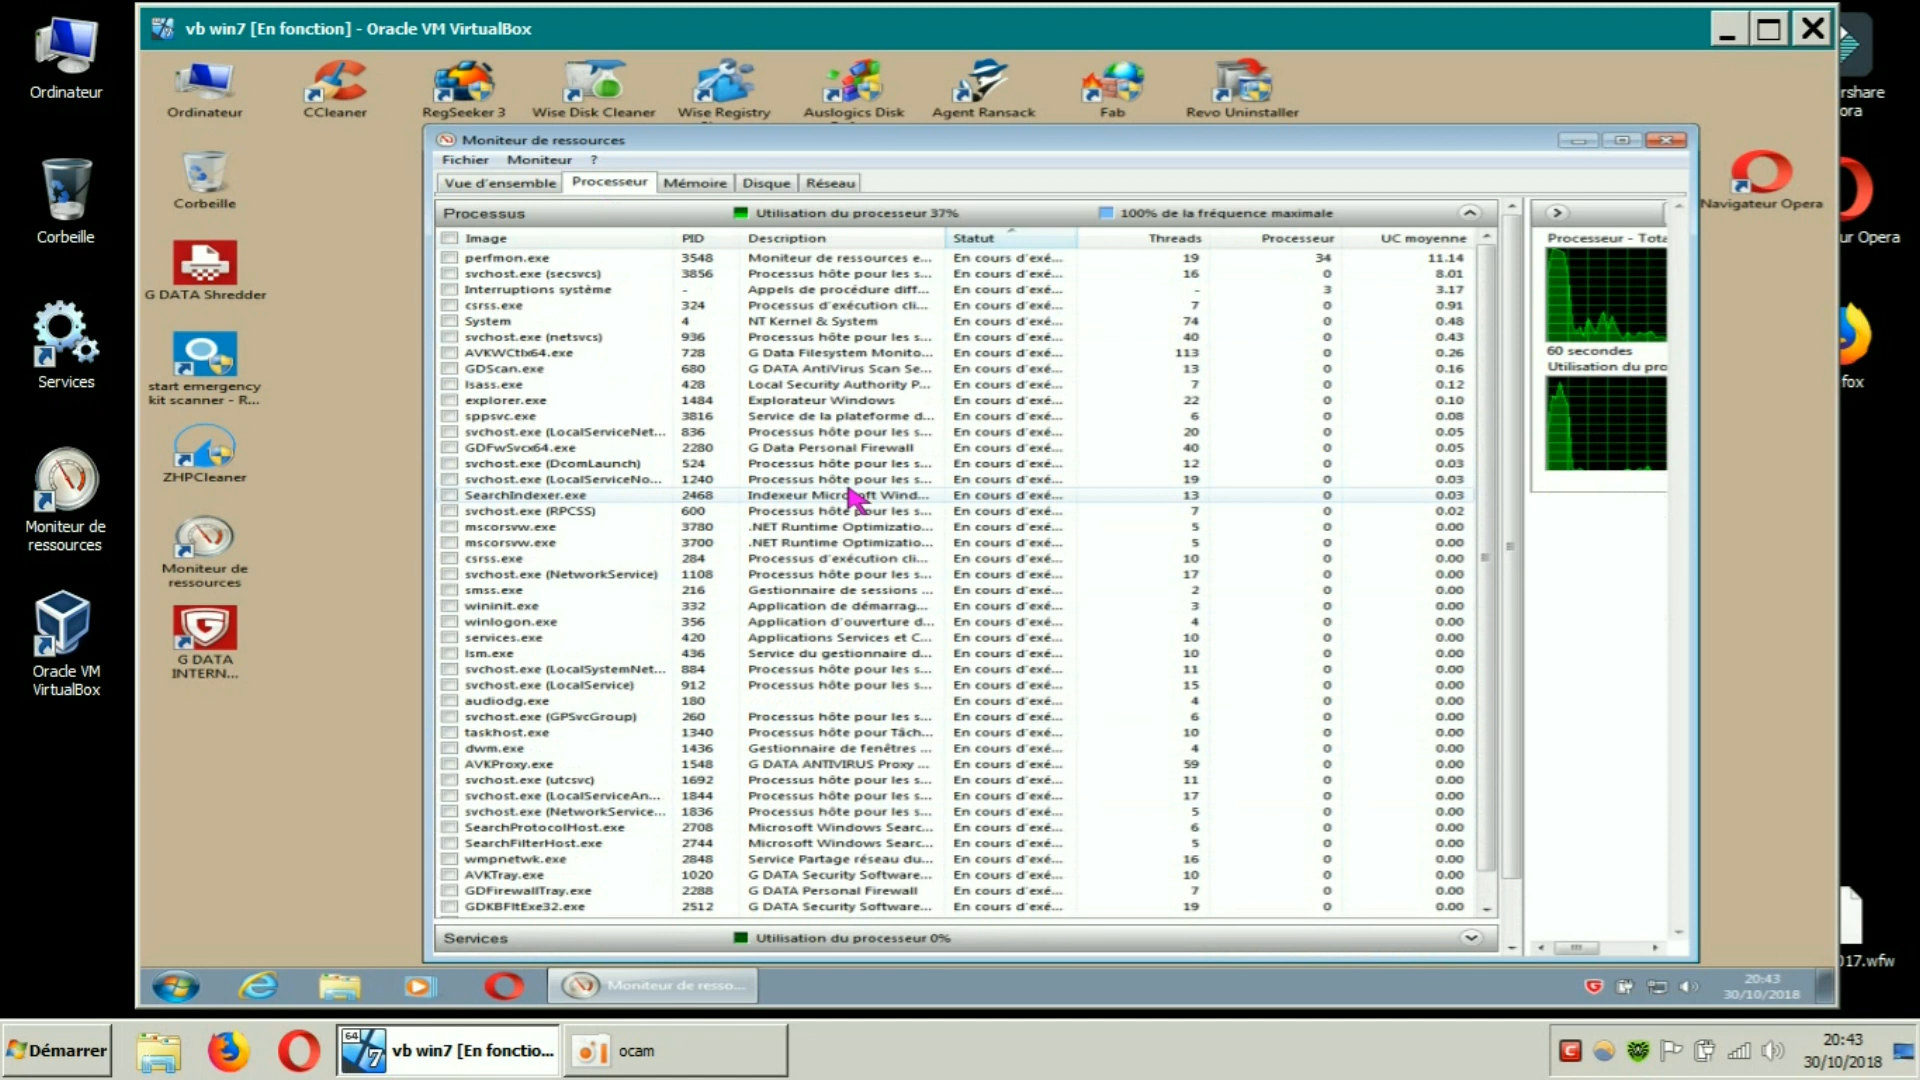 vb win7 [En fonction] - Oracle VM VirtualBox
Ordinateur
Corbeille
Services
Moniteur de
ressources
Oracle VM
VirtualBox
Ordinateur
CCleaner
RegSeeker 3
Wise Disk Cleaner
Wise Registry
Auslogics Disk
Agent Ransack
Fab
Revo Uninstaller
Corbeille
G DATA Shredder
start emergency
kit scanner - R...
ZHPCleaner
Moniteur de
ressources
G DATA
INTERN...
Navigateur Opera
rshare
ora
ur Opera
fox
017.wfw
Moniteur de ressources
Fichier Moniteur ?
Vue d'ensemble Processeur Mémoire Disque Réseau
Processus Utilisation du processeur 37% 100% de la fréquence maximale
Image PID Description Statut Threads Processeur UC moyenne
perfmon.exe 3548 Moniteur de ressources e... En cours d'exé... 19 34 11.14
svchost.exe (secsvcs) 3856 Processus hôte pour les s... En cours d'exé... 16 0 8.01
Interruptions système - Appels de procédure diff... En cours d'exé... - 3 3.17
csrss.exe 324 Processus d'exécution cli... En cours d'exé... 7 0 0.91
System 4 NT Kernel & System En cours d'exé... 74 0 0.48
svchost.exe (netsvcs) 936 Processus hôte pour les s... En cours d'exé... 40 0 0.43
AVKWCtlx64.exe 728 G Data Filesystem Monito... En cours d'exé... 113 0 0.26
GDScan.exe 680 G DATA AntiVirus Scan Se... En cours d'exé... 13 0 0.16
lsass.exe 428 Local Security Authority P... En cours d'exé... 7 0 0.12
explorer.exe 1484 Explorateur Windows En cours d'exé... 22 0 0.10
sppsvc.exe 3816 Service de la plateforme d... En cours d'exé... 6 0 0.08
svchost.exe (LocalServiceNet... 836 Processus hôte pour les s... En cours d'exé... 20 0 0.05
GDFwSvcx64.exe 2280 G Data Personal Firewall En cours d'exé... 40 0 0.05
svchost.exe (DcomLaunch) 524 Processus hôte pour les s... En cours d'exé... 12 0 0.03
svchost.exe (LocalServiceNo... 1240 Processus hôte pour les s... En cours d'exé... 19 0 0.03
SearchIndexer.exe 2468 Indexeur Microsoft Wind... En cours d'exé... 13 0 0.03
svchost.exe (RPCSS) 600 Processus hôte pour les s... En cours d'exé... 7 0 0.02
mscorsvw.exe 3780 .NET Runtime Optimizatio... En cours d'exé... 5 0 0.00
mscorsvw.exe 3700 .NET Runtime Optimizatio... En cours d'exé... 5 0 0.00
csrss.exe 284 Processus d'exécution cli... En cours d'exé... 10 0 0.00
svchost.exe (NetworkService) 1108 Processus hôte pour les s... En cours d'exé... 17 0 0.00
smss.exe 216 Gestionnaire de sessions ... En cours d'exé... 2 0 0.00
wininit.exe 332 Application de démarrag... En cours d'exé... 3 0 0.00
winlogon.exe 356 Application d'ouverture d... En cours d'exé... 4 0 0.00
services.exe 420 Applications Services et C... En cours d'exé... 10 0 0.00
lsm.exe 436 Service du gestionnaire d... En cours d'exé... 10 0 0.00
svchost.exe (LocalSystemNet... 884 Processus hôte pour les s... En cours d'exé... 11 0 0.00
svchost.exe (LocalService) 912 Processus hôte pour les s... En cours d'exé... 15 0 0.00
audiodg.exe 180 En cours d'exé... 4 0 0.00
svchost.exe (GPSvcGroup) 260 Processus hôte pour les s... En cours d'exé... 6 0 0.00
taskhost.exe 1340 Processus hôte pour Tâch... En cours d'exé... 10 0 0.00
dwm.exe 1436 Gestionnaire de fenêtres ... En cours d'exé... 4 0 0.00
AVKProxy.exe 1548 G DATA ANTIVIRUS Proxy ... En cours d'exé... 59 0 0.00
svchost.exe (utcsvc) 1692 Processus hôte pour les s... En cours d'exé... 11 0 0.00
svchost.exe (LocalServiceAn... 1844 Processus hôte pour les s... En cours d'exé... 17 0 0.00
svchost.exe (NetworkService... 1836 Processus hôte pour les s... En cours d'exé... 5 0 0.00
SearchProtocolHost.exe 2708 Microsoft Windows Searc... En cours d'exé... 6 0 0.00
SearchFilterHost.exe 2744 Microsoft Windows Searc... En cours d'exé... 5 0 0.00
wmpnetwk.exe 2848 Service Partage réseau du... En cours d'exé... 16 0 0.00
AVKTray.exe 1020 G DATA Security Software... En cours d'exé... 10 0 0.00
GDFirewallTray.exe 2288 G DATA Personal Firewall En cours d'exé... 7 0 0.00
GDKBFltExe32.exe 2512 G DATA Security Software... En cours d'exé... 19 0 0.00
Services Utilisation du processeur 0%
Processeur - Tota
60 secondes
Utilisation du pro
Moniteur de resso...
20:43
30/10/2018
Démarrer
64
7
vb win7 [En fonctio...
ocam
20:43
30/10/2018